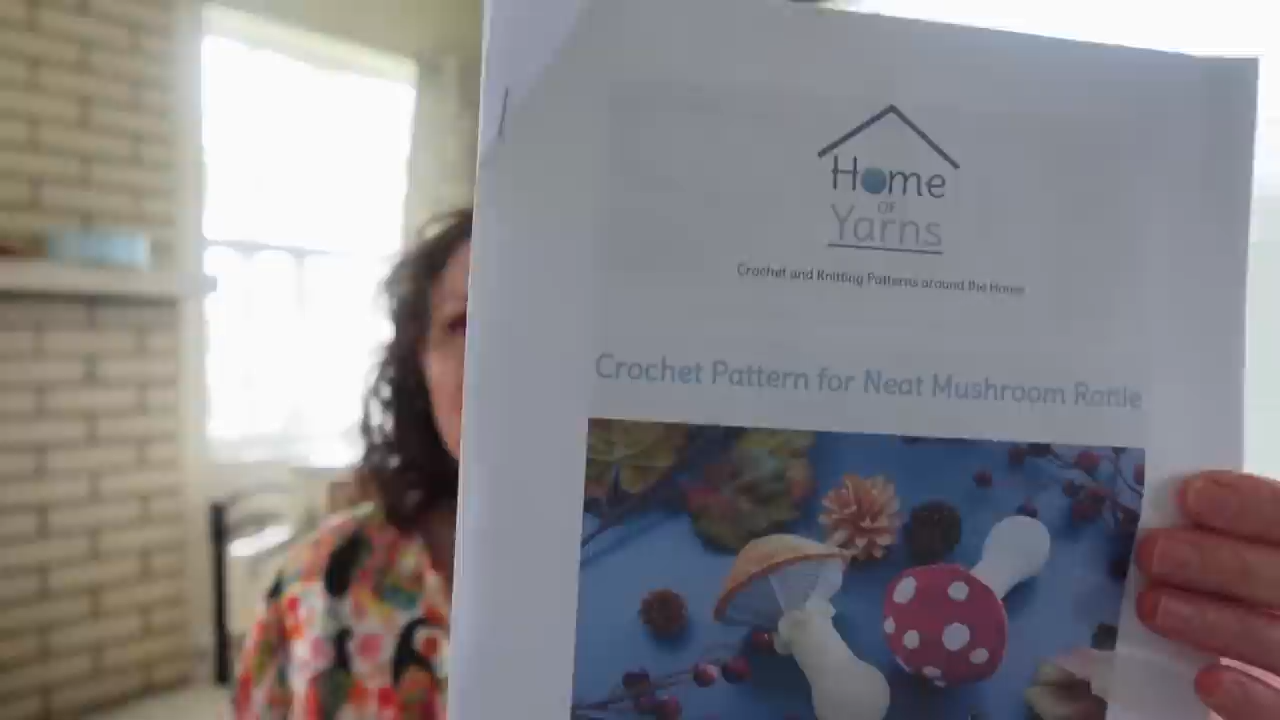 Home
OF
Yarns
Crochet and Knitting Patterns around the Home
Crochet Pattern for Neat Mushroom Rattle